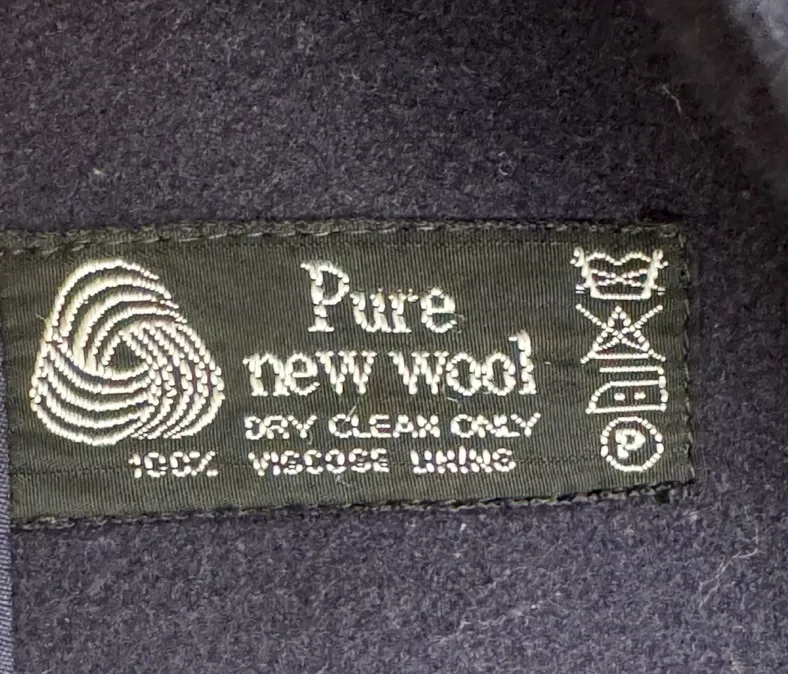 Pure
new wool
DRY CLEAN ONLY
100% VISCOSE LINING
P